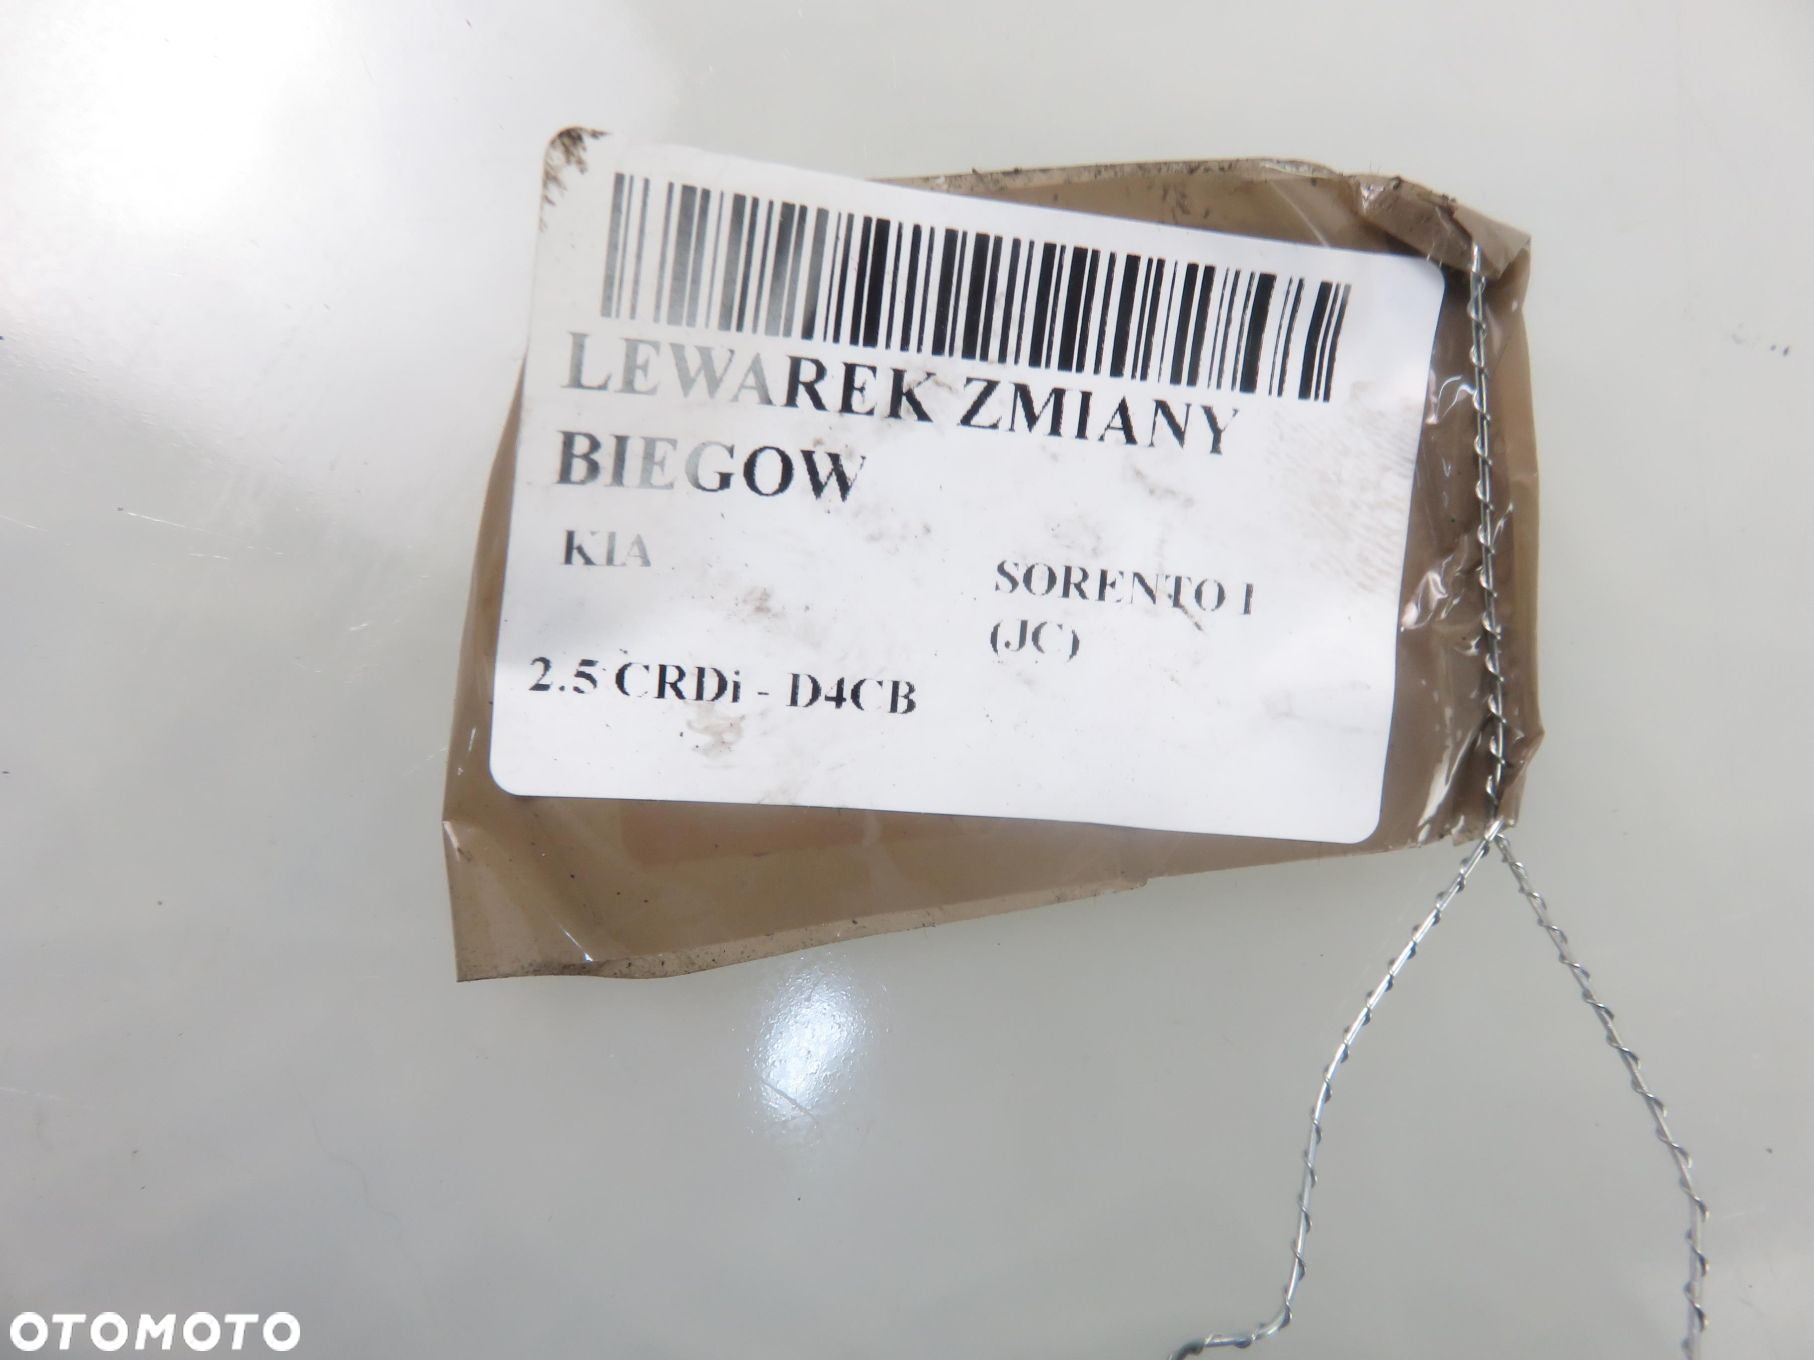 LEWAREK ZMIANY
BIEGOW
KIA
SORENTO I
(JC)
2.5 CRDi - D4CB
OTOMOTO